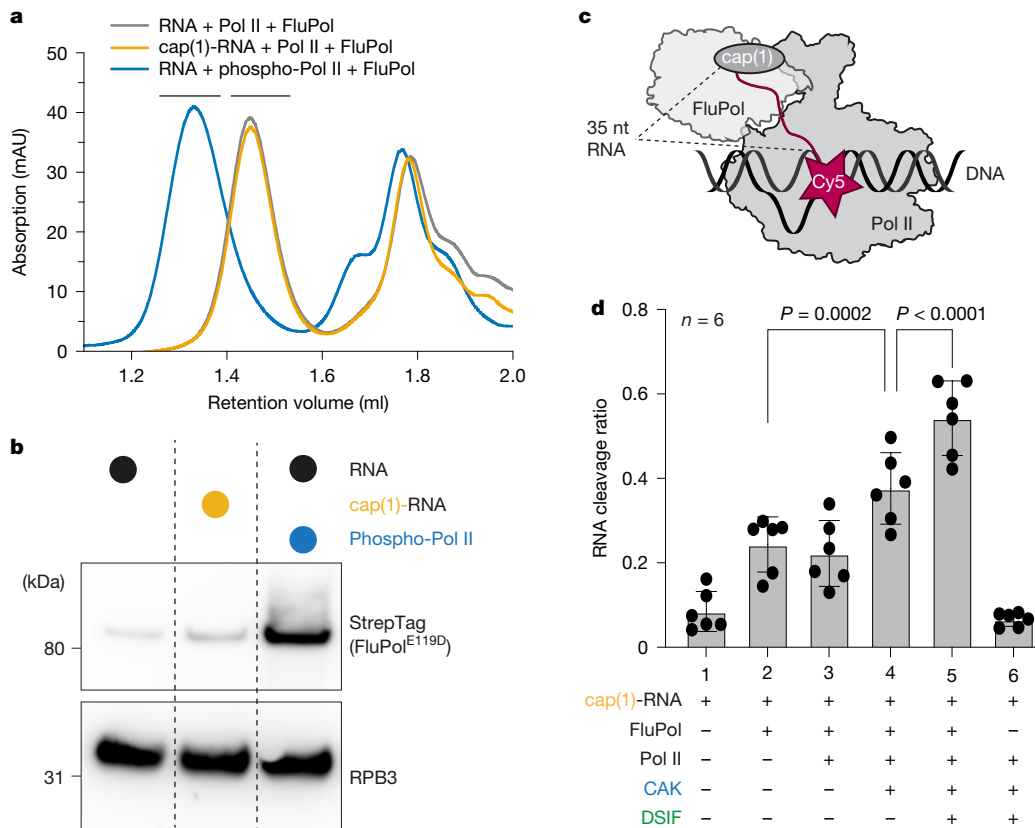 a
RNA + Pol II + FluPol
cap(1)-RNA + Pol II + FluPol
RNA + phospho-Pol II + FluPol
50
40
30
20
10
0
Absorption (mAU)
1.2 1.4 1.6 1.8 2.0
Retention volume (ml)
b
RNA
cap(1)-RNA
Phospho-Pol II
(kDa)
80
StrepTag
(FluPolE119D)
31
RPB3
c
cap(1)
FluPol
35 nt
RNA
Cy5
DNA
Pol II
d
n = 6
P = 0.0002
P < 0.0001
0.8
0.6
0.4
0.2
0
RNA cleavage ratio
1 2 3 4 5 6
cap(1)-RNA + + + + + +
FluPol – + + + + –
Pol II – – + + + +
CAK – – – + + +
DSIF – – – – + +